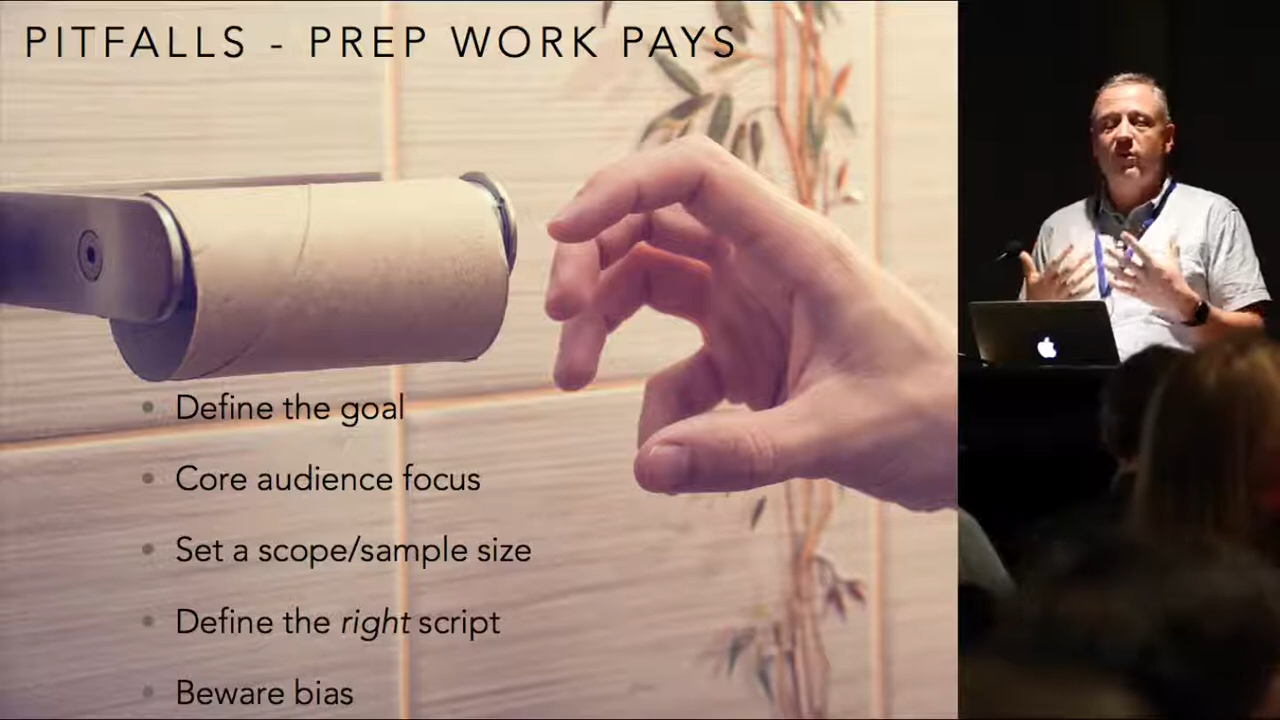 PITFALLS - PREP WORK PAYS
• Define the goal
• Core audience focus
• Set a scope/sample size
• Define the right script
• Beware bias